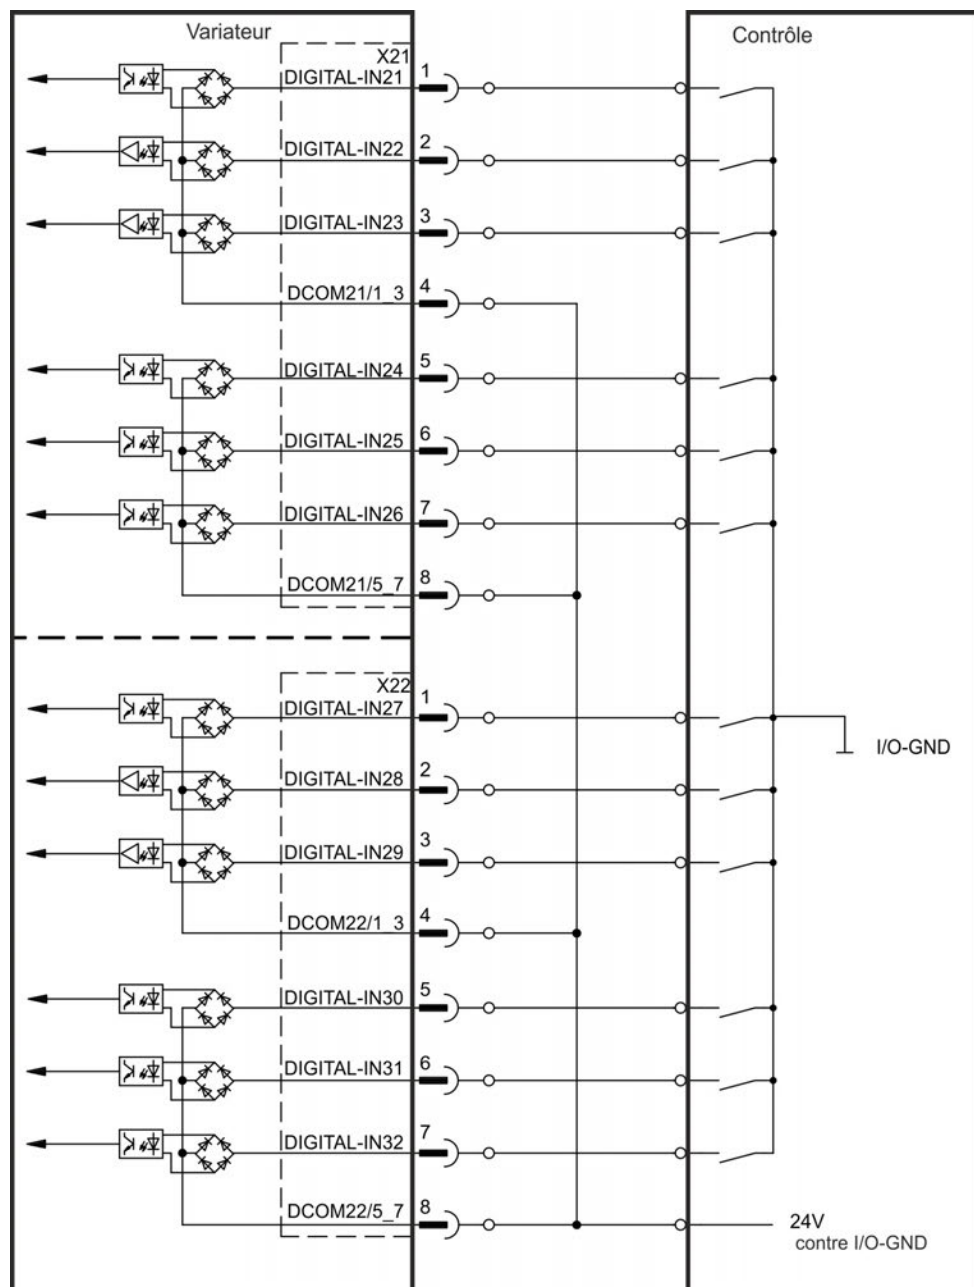 Variateur
Contrôle
X21
DIGITAL-IN21
1
DIGITAL-IN22
2
DIGITAL-IN23
3
DCOM21/1_3
4
DIGITAL-IN24
5
DIGITAL-IN25
6
DIGITAL-IN26
7
DCOM21/5_7
8
X22
DIGITAL-IN27
1
I/O-GND
DIGITAL-IN28
2
DIGITAL-IN29
3
DCOM22/1_3
4
DIGITAL-IN30
5
DIGITAL-IN31
6
DIGITAL-IN32
7
DCOM22/5_7
8
24V
contre I/O-GND